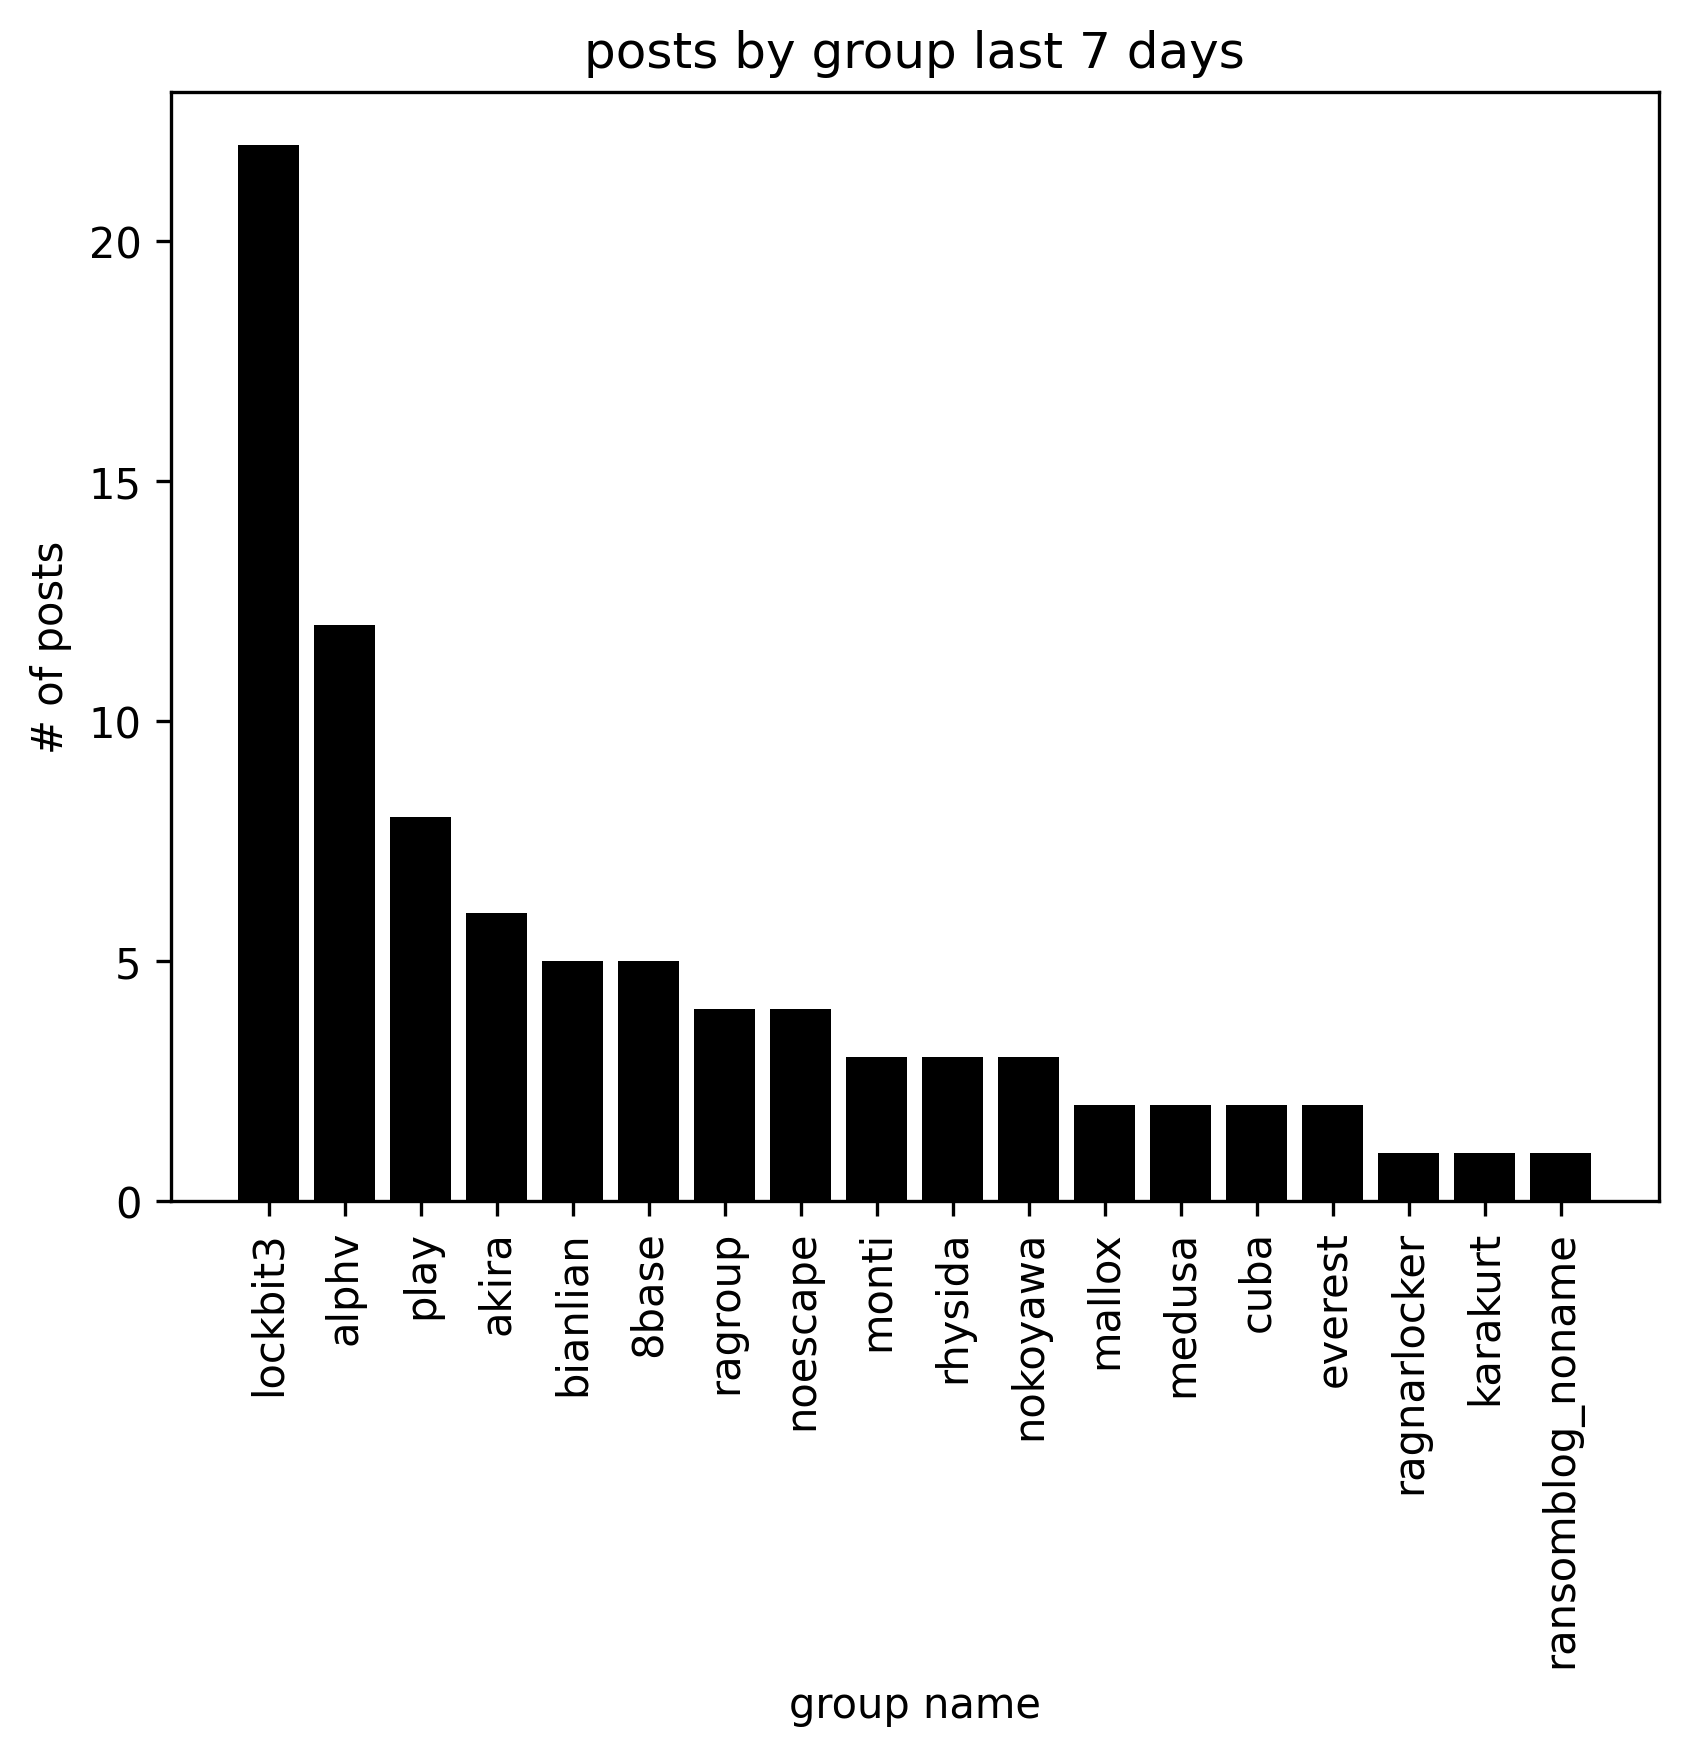 posts by group last 7 days
# of posts
20
15
10
5
0
lockbit3
alphv
play
akira
bianlian
8base
ragroup
noescape
monti
rhysida
nokoyawa
mallox
medusa
cuba
everest
ragnarlocker
karakurt
ransomblog_noname
group name